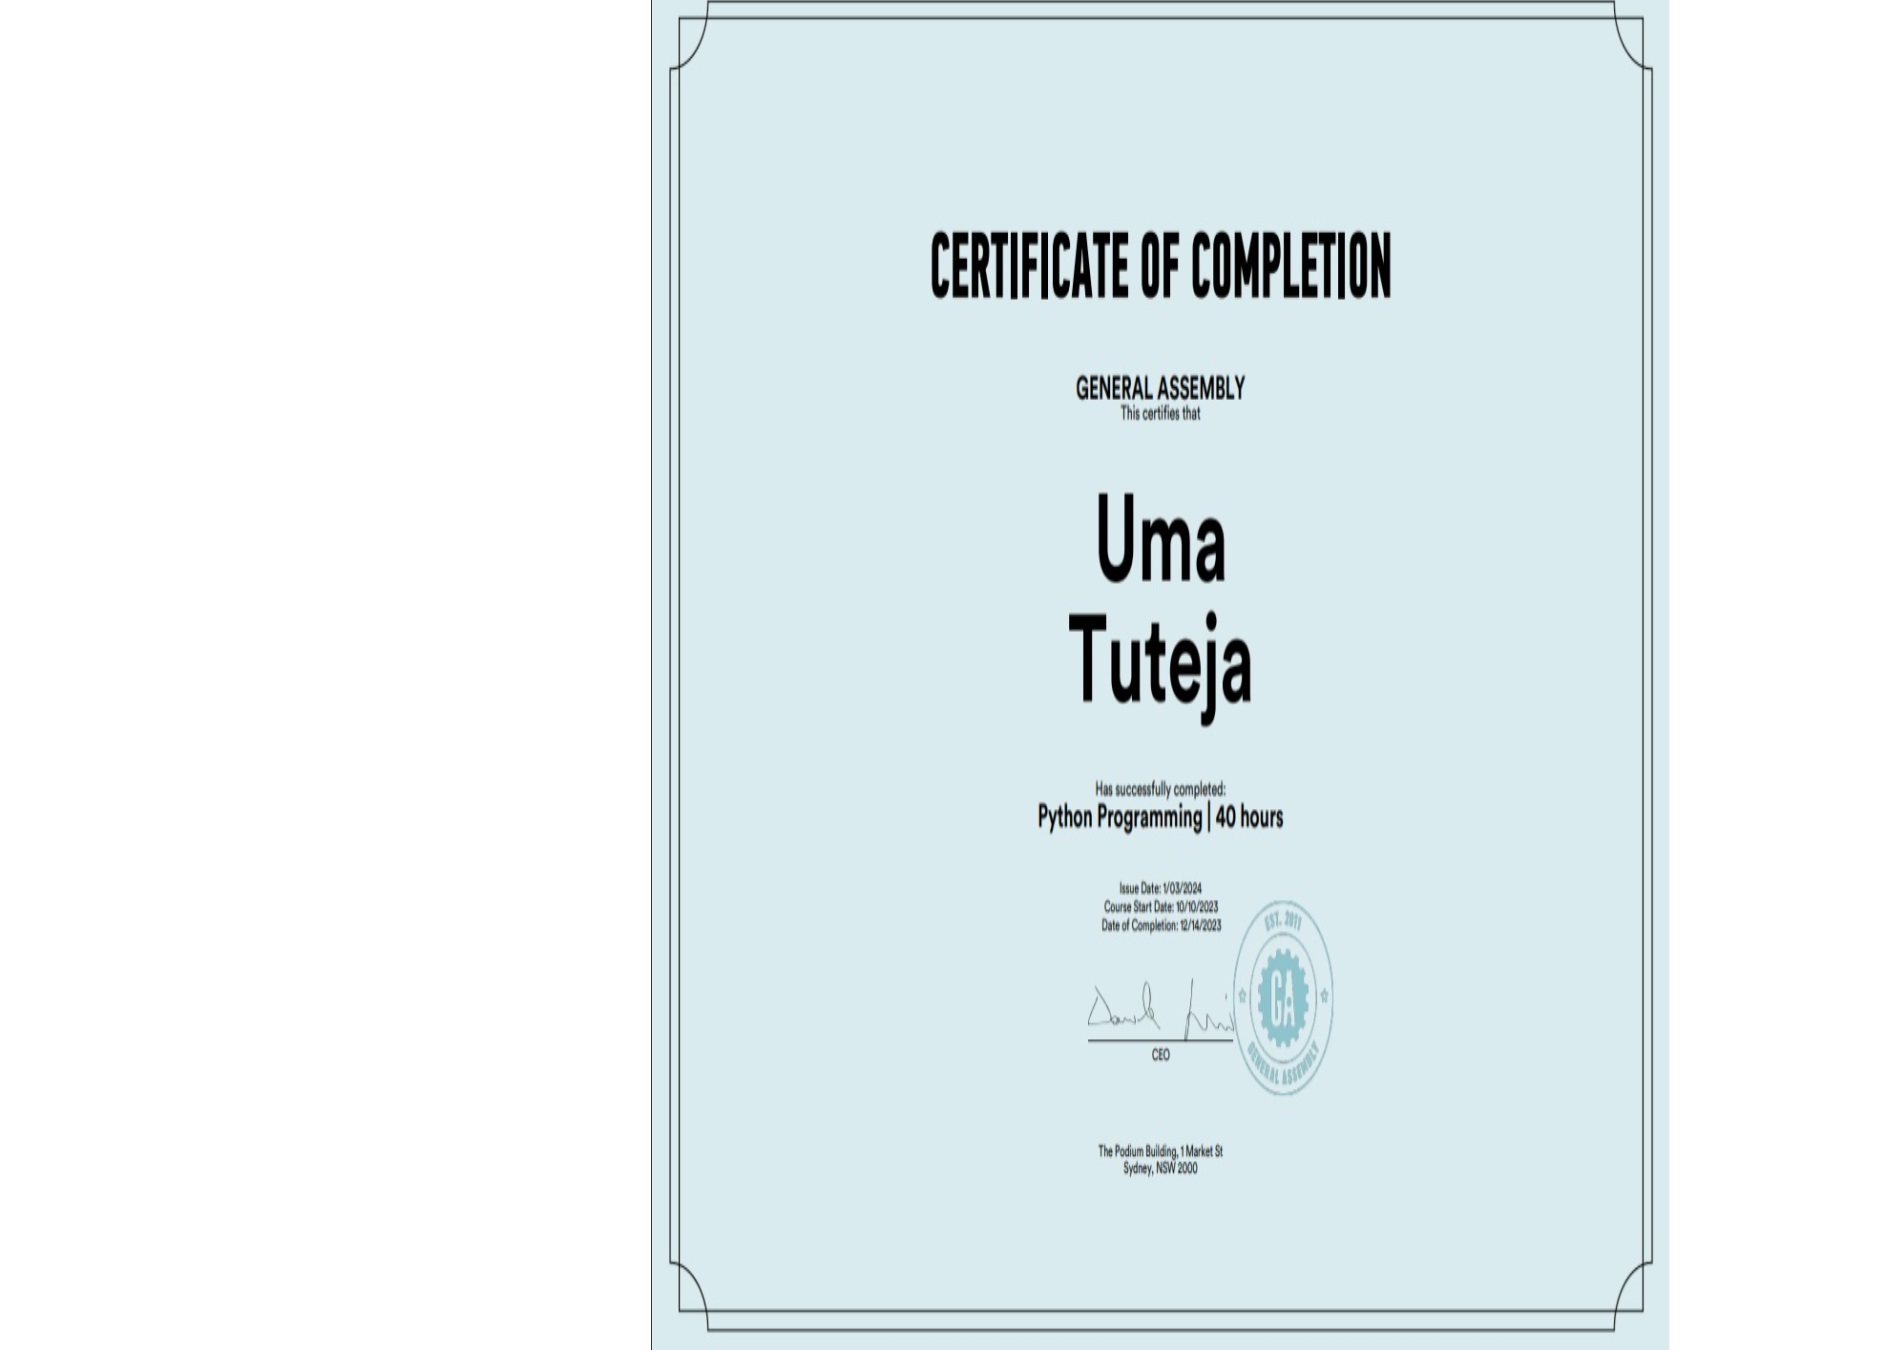 CERTIFICATE OF COMPLETION
GENERAL ASSEMBLY
This certifies that
Uma
Tuteja
Has successfully completed:
Python Programming | 40 hours
Issue Date: 1/03/2024
Course Start Date: 10/10/2023
Date of Completion: 12/14/2023
EST. 2011
GA
GENERAL ASSEMBLY
CEO
The Podium Building, 1 Market St
Sydney, NSW 2000